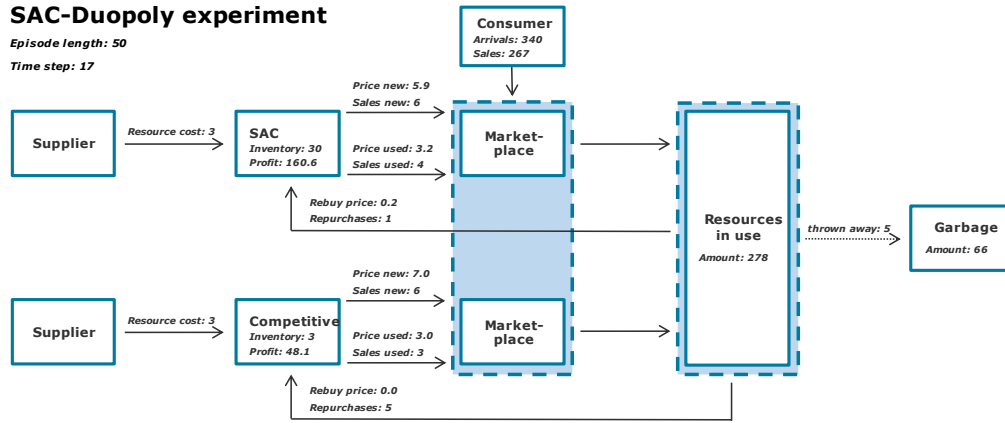 SAC-Duopoly experiment
Episode length: 50
Time step: 17
Consumer
Arrivals: 340
Sales: 267
Supplier
Resource cost: 3
SAC
Inventory: 30
Profit: 160.6
Price new: 5.9
Sales new: 6
Price used: 3.2
Sales used: 4
Market-
place
Rebuy price: 0.2
Repurchases: 1
Resources
in use
Amount: 278
thrown away: 5
Garbage
Amount: 66
Supplier
Resource cost: 3
Competitive
Inventory: 3
Profit: 48.1
Price new: 7.0
Sales new: 6
Price used: 3.0
Sales used: 3
Market-
place
Rebuy price: 0.0
Repurchases: 5